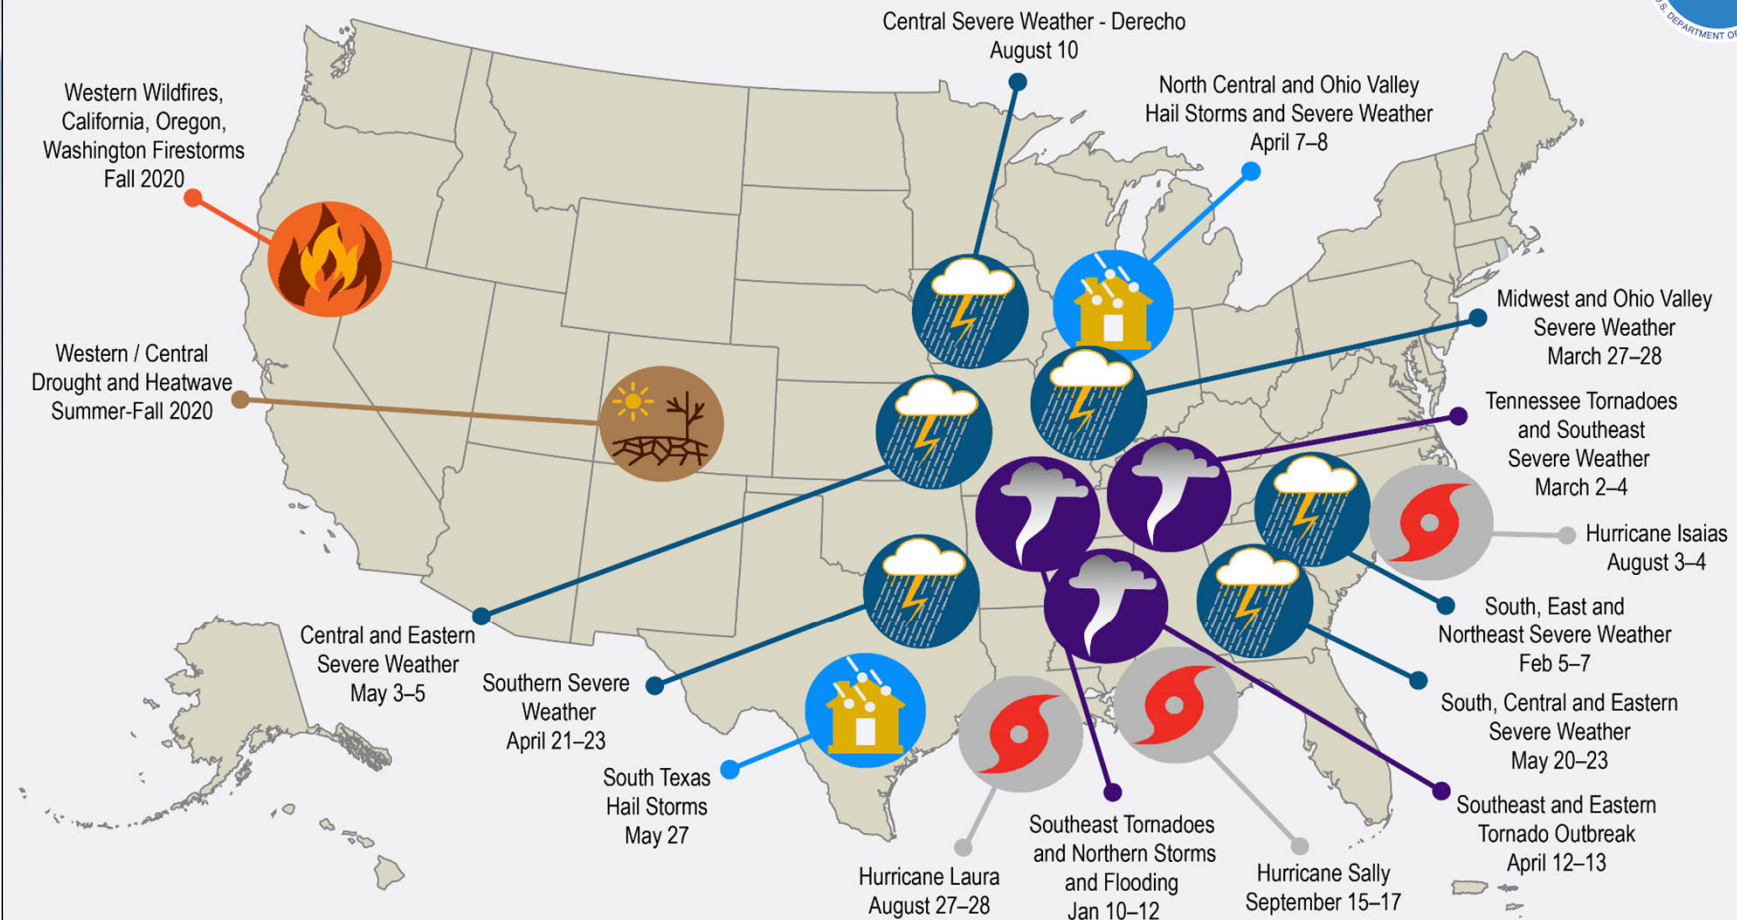 Central Severe Weather - Derecho
August 10
U.S. DEPARTMENT OF
North Central and Ohio Valley
Hail Storms and Severe Weather
April 7–8
Western Wildfires,
California, Oregon,
Washington Firestorms
Fall 2020
Midwest and Ohio Valley
Severe Weather
March 27–28
Western / Central
Drought and Heatwave
Summer-Fall 2020
Tennessee Tornadoes
and Southeast
Severe Weather
March 2–4
Hurricane Isaias
August 3–4
South, East and
Northeast Severe Weather
Feb 5–7
Central and Eastern
Severe Weather
May 3–5
Southern Severe
Weather
April 21–23
South, Central and Eastern
Severe Weather
May 20–23
South Texas
Hail Storms
May 27
Southeast and Eastern
Tornado Outbreak
April 12–13
Hurricane Laura
August 27–28
Southeast Tornadoes
and Northern Storms
and Flooding
Jan 10–12
Hurricane Sally
September 15–17